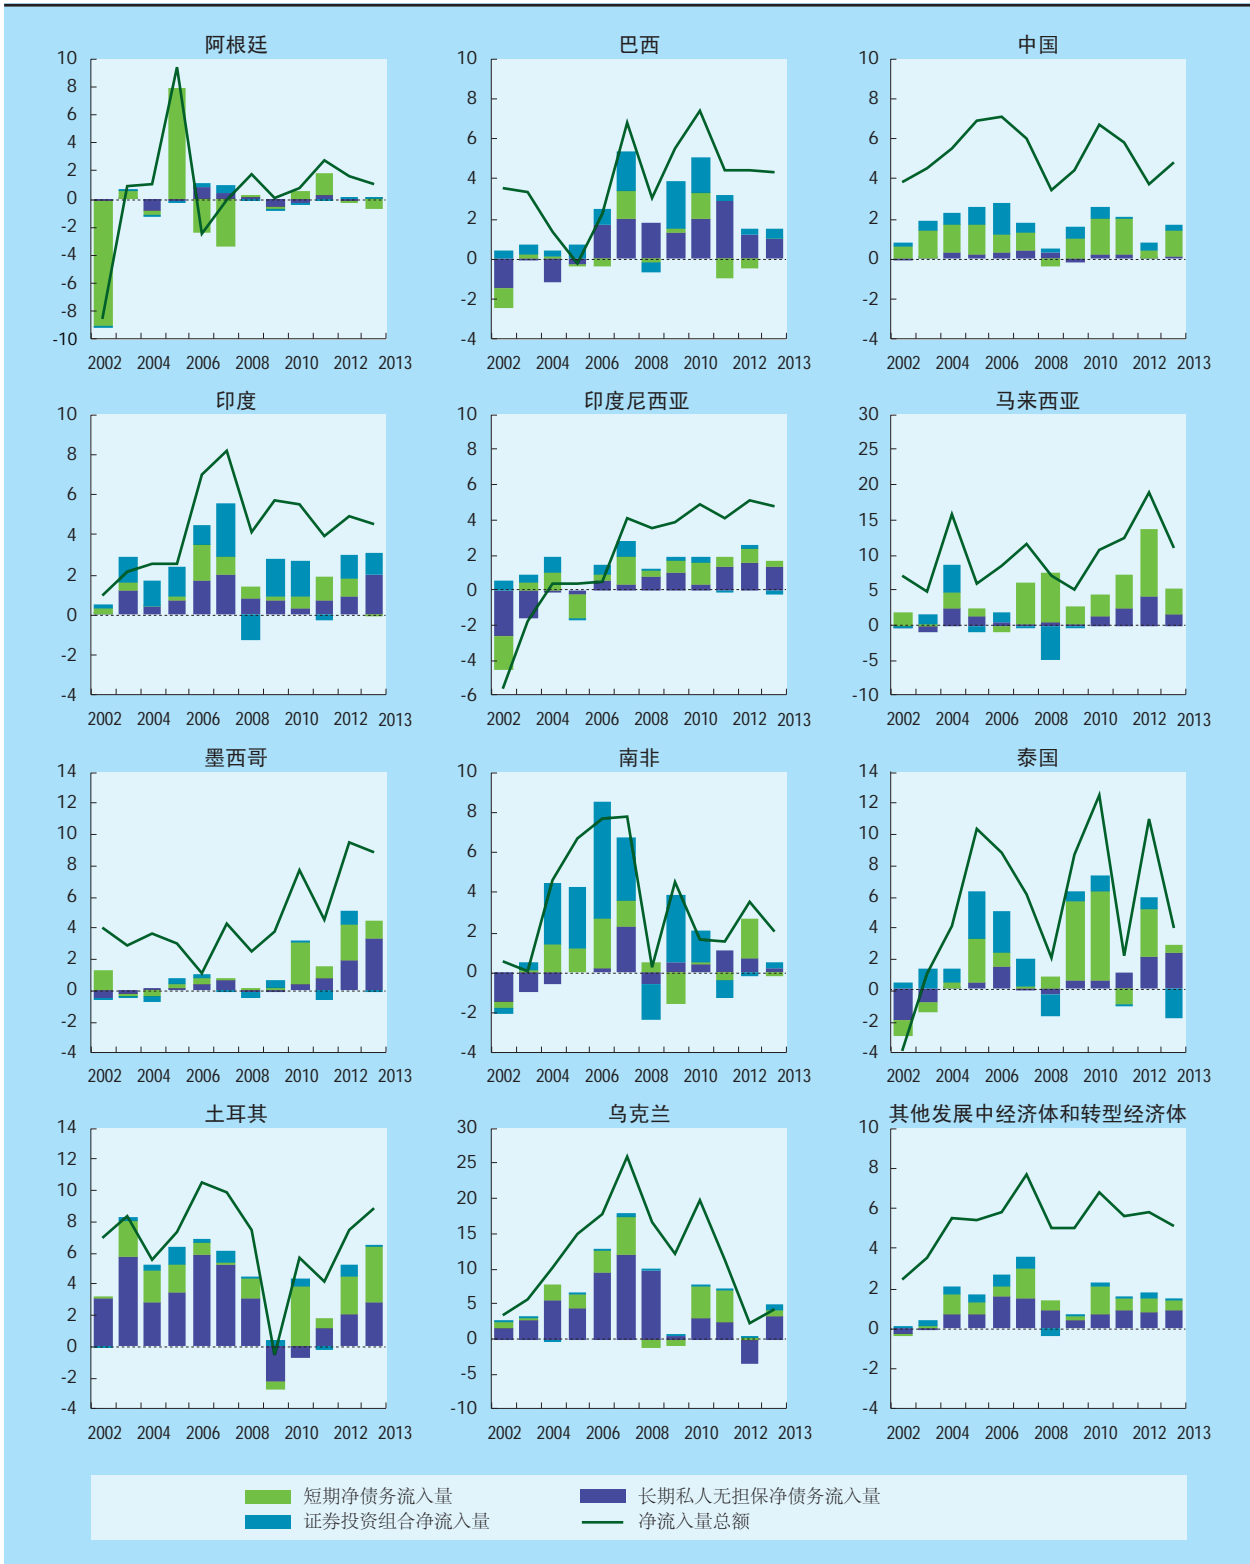 阿根廷 巴西 中国
10 10 10
8
6 8 8
4 6 6
2 4 4
0
-2 2 2
-4 0 0
-6
-8 -2 -2
-10 -4 -4
2002 2004 2006 2008 2010 2012 2013 2002 2004 2006 2008 2010 2012 2013 2002 2004 2006 2008 2010 2012 2013
印度 印度尼西亚 马来西亚
10 10 30
8 8 25
6 6 20
4 4 15
2 2 10
0 0 5
-2 -2 0
-4 -4 -5
-6 -10
2002 2004 2006 2008 2010 2012 2013 2002 2004 2006 2008 2010 2012 2013 2002 2004 2006 2008 2010 2012 2013
墨西哥 南非 泰国
14 10 14
12 8 12
10 6 10
8 4 8
6 2 6
4 0 4
2 -2 2
0 -4 0
-2 -2
-4 -4
2002 2004 2006 2008 2010 2012 2013 2002 2004 2006 2008 2010 2012 2013 2002 2004 2006 2008 2010 2012 2013
土耳其 乌克兰 其他发展中经济体和转型经济体
14 30 10
12 25 8
10 20 6
8 15 4
6 10 2
4 5 0
2 0 -2
0 -5 -4
-2 -10
-4
2002 2004 2006 2008 2010 2012 2013 2002 2004 2006 2008 2010 2012 2013 2002 2004 2006 2008 2010 2012 2013
短期净债务流入量 长期私人无担保净债务流入量
证券投资组合净流入量 净流入量总额